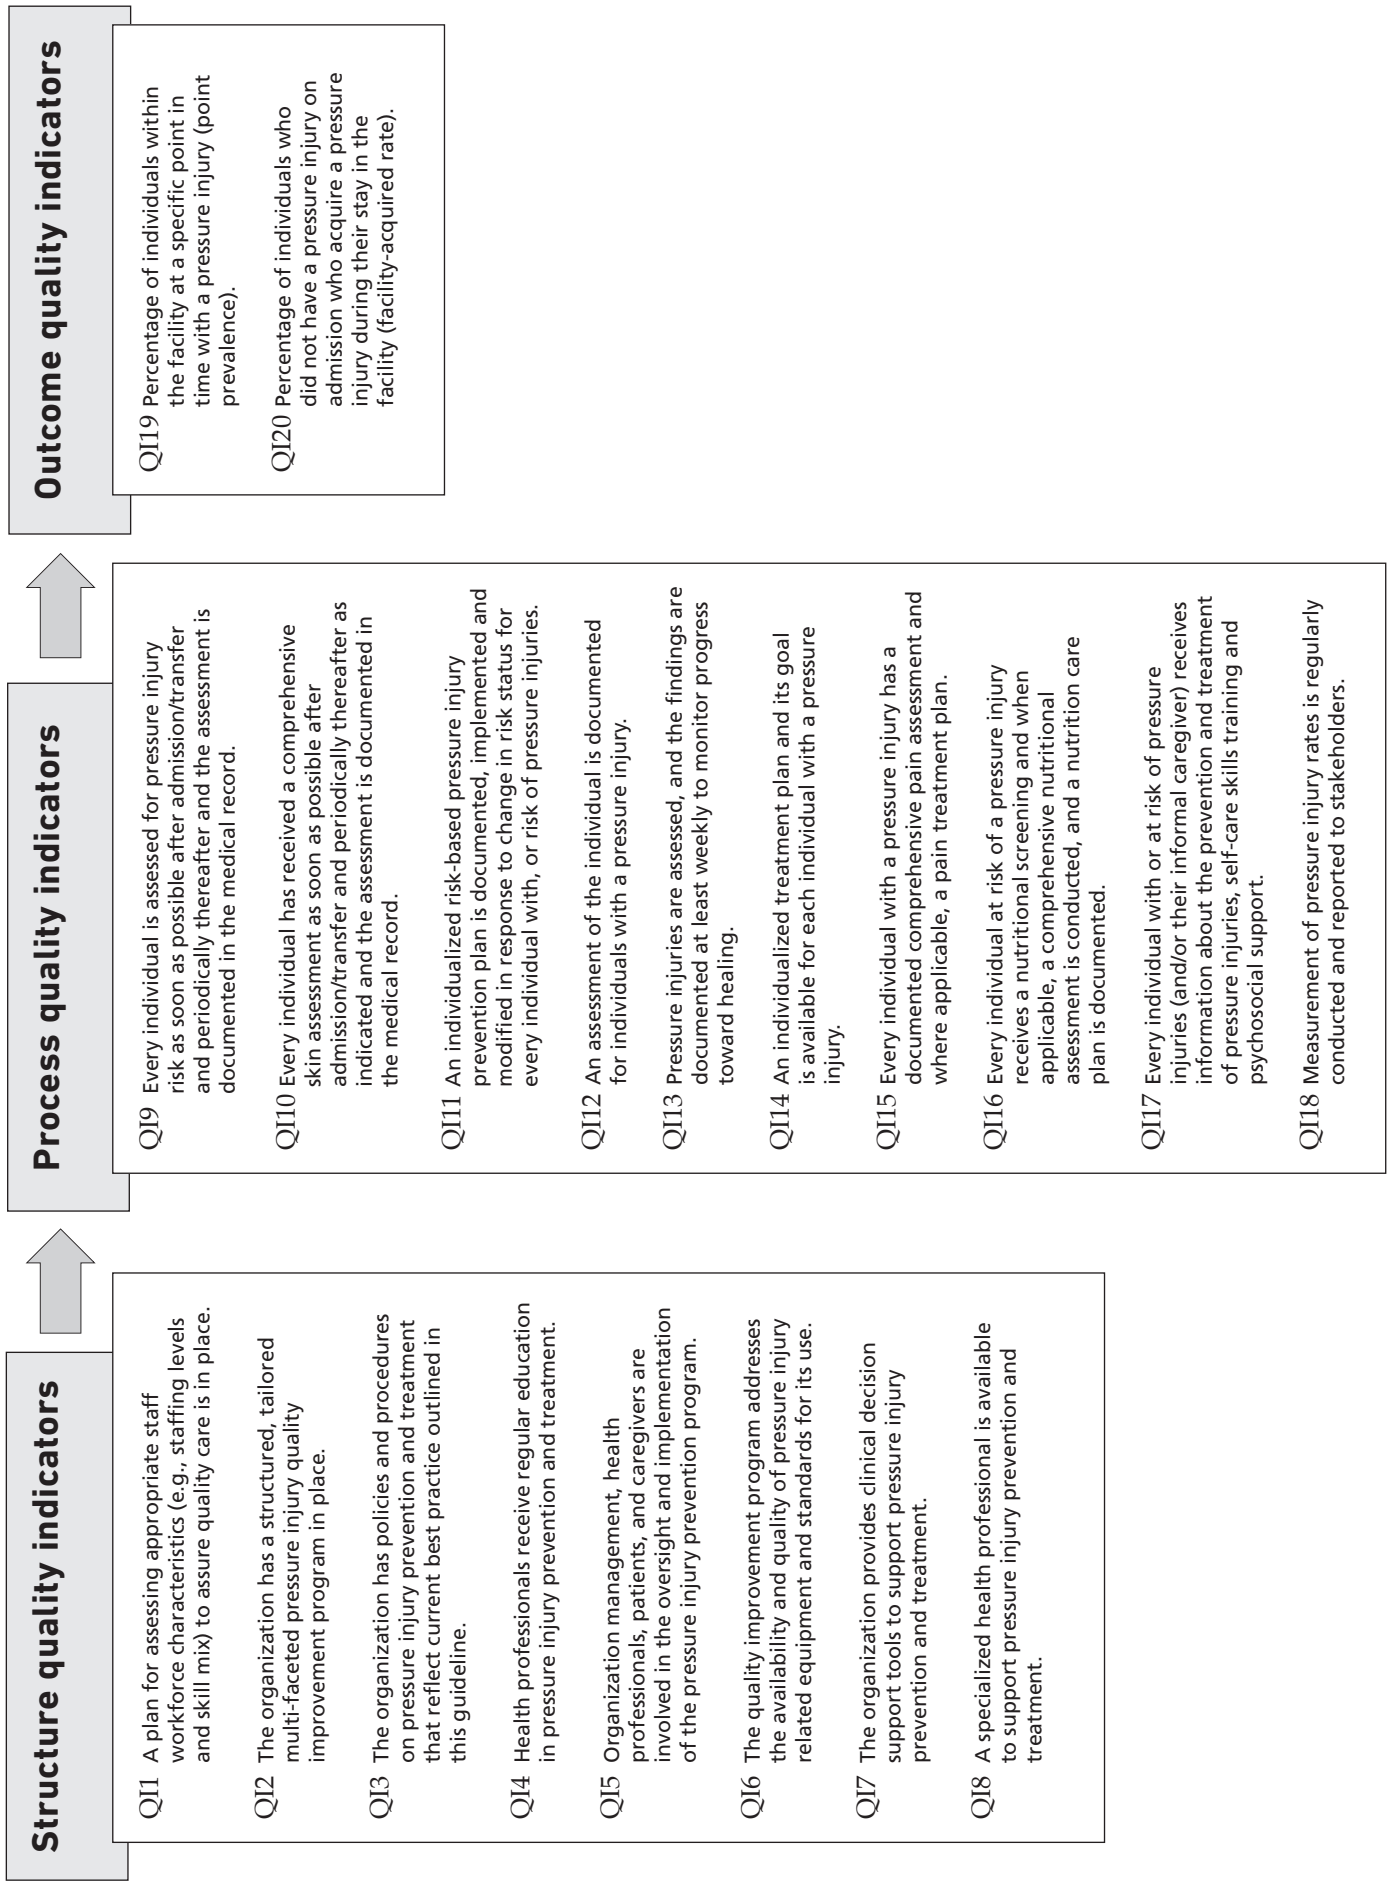 Structure quality indicators
QI1 A plan for assessing appropriate staff
workforce characteristics (e.g., staffing levels
and skill mix) to assure quality care is in place.
QI2 The organization has a structured, tailored
multi-faceted pressure injury quality
improvement program in place.
QI3 The organization has policies and procedures
on pressure injury prevention and treatment
that reflect current best practice outlined in
this guideline.
QI4 Health professionals receive regular education
in pressure injury prevention and treatment.
QI5 Organization management, health
professionals, patients, and caregivers are
involved in the oversight and implementation
of the pressure injury prevention program.
QI6 The quality improvement program addresses
the availability and quality of pressure injury
related equipment and standards for its use.
QI7 The organization provides clinical decision
support tools to support pressure injury
prevention and treatment.
QI8 A specialized health professional is available
to support pressure injury prevention and
treatment.
Process quality indicators
QI9 Every individual is assessed for pressure injury
risk as soon as possible after admission/transfer
and periodically thereafter and the assessment is
documented in the medical record.
QI10 Every individual has received a comprehensive
skin assessment as soon as possible after
admission/transfer and periodically thereafter as
indicated and the assessment is documented in
the medical record.
QI11 An individualized risk-based pressure injury
prevention plan is documented, implemented and
modified in response to change in risk status for
every individual with, or risk of pressure injuries.
QI12 An assessment of the individual is documented
for individuals with a pressure injury.
QI13 Pressure injuries are assessed, and the findings are
documented at least weekly to monitor progress
toward healing.
QI14 An individualized treatment plan and its goal
is available for each individual with a pressure
injury.
QI15 Every individual with a pressure injury has a
documented comprehensive pain assessment and
where applicable, a pain treatment plan.
QI16 Every individual at risk of a pressure injury
receives a nutritional screening and when
applicable, a comprehensive nutritional
assessment is conducted, and a nutrition care
plan is documented.
QI17 Every individual with or at risk of pressure
injuries (and/or their informal caregiver) receives
information about the prevention and treatment
of pressure injuries, self-care skills training and
psychosocial support.
QI18 Measurement of pressure injury rates is regularly
conducted and reported to stakeholders.
Outcome quality indicators
QI19 Percentage of individuals within
the facility at a specific point in
time with a pressure injury (point
prevalence).
QI20 Percentage of individuals who
did not have a pressure injury on
admission who acquire a pressure
injury during their stay in the
facility (facility-acquired rate).